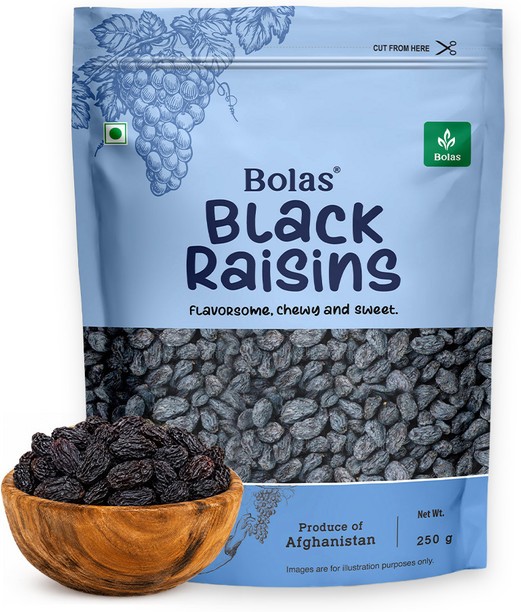 CUT FROM HERE
Bolas
Bolas®
Black
Raisins
Flavorsome, chewy and sweet.
Produce of
Afghanistan
Net Wt.
250 g
Images are for illustration purposes only.